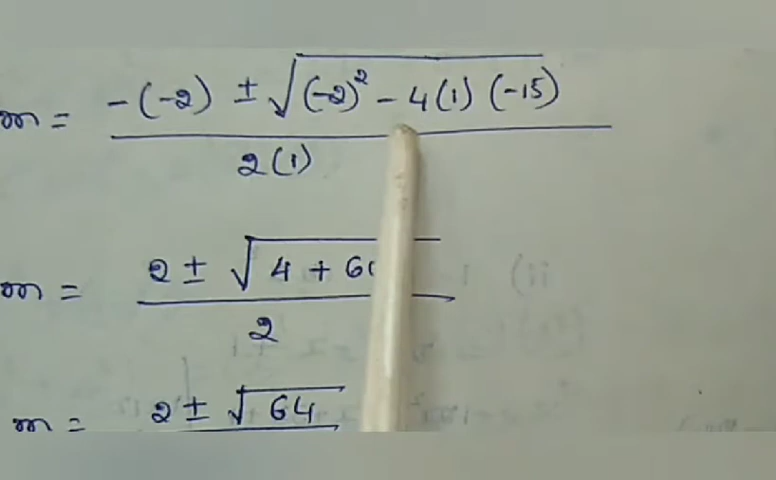 m = -(-2) ± √(-2)² - 4(1)(-15)
2(1)
m = 2 ± √4 + 6
2
m = 2 ± √64